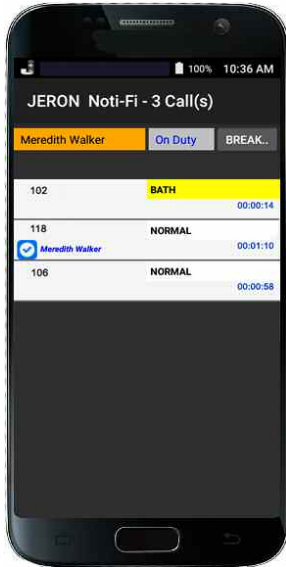 J 100% 10:36 AM
JERON Noti-Fi - 3 Call(s)
Meredith Walker On Duty BREAK..
102 BATH
00:00:14
118 NORMAL
Meredith Walker 00:01:10
106 NORMAL
00:00:58